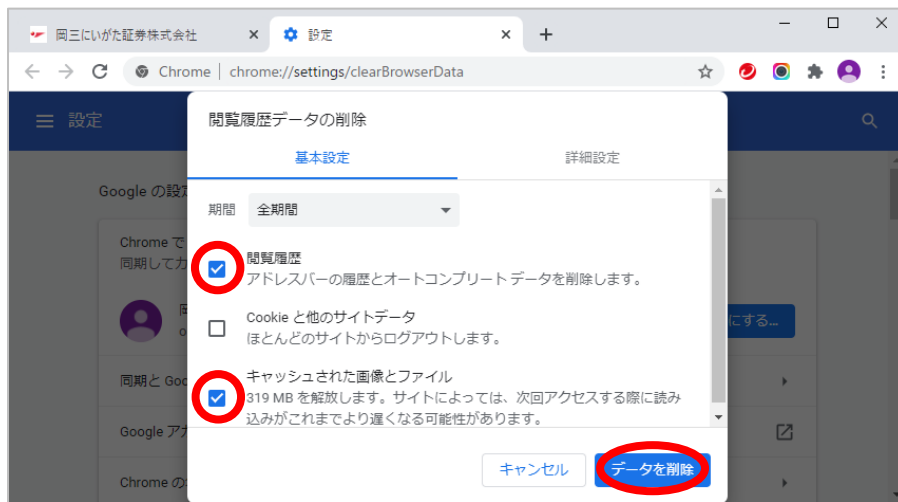 岡三にいがた証券株式会社
設定
Chrome | chrome://settings/clearBrowserData
設定
閲覧履歴データの削除
基本設定
詳細設定
Google の設定
期間
全期間
Chrome で
同期してカ
閲覧履歴
アドレスバーの履歴とオートコンプリート データを削除します。
Cookie と他のサイトデータ
ほとんどのサイトからログアウトします。
にする...
キャッシュされた画像とファイル
319 MB を解放します。サイトによっては、次回アクセスする際に読み
込みがこれまでより遅くなる可能性があります。
同期と Goo
Google アカ
キャンセル
データを削除
Chrome の